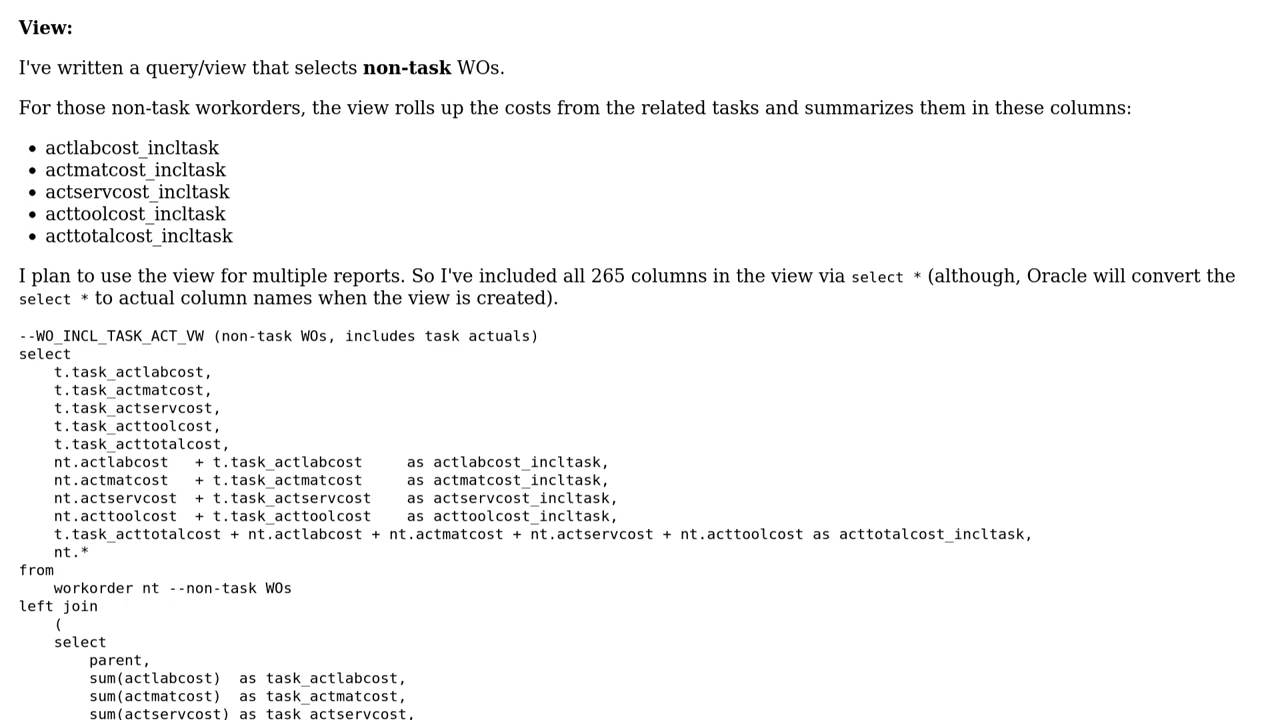 View:
I've written a query/view that selects non-task WOs.
For those non-task workorders, the view rolls up the costs from the related tasks and summarizes them in these columns:
• actlabcost_incltask
• actmatcost_incltask
• actservcost_incltask
• acttoolcost_incltask
• acttotalcost_incltask
I plan to use the view for multiple reports. So I've included all 265 columns in the view via select * (although, Oracle will convert the
select * to actual column names when the view is created).
--WO_INCL_TASK_ACT_VW (non-task WOs, includes task actuals)
select
    t.task_actlabcost,
    t.task_actmatcost,
    t.task_actservcost,
    t.task_acttoolcost,
    t.task_acttotalcost,
    nt.actlabcost   + t.task_actlabcost     as actlabcost_incltask,
    nt.actmatcost   + t.task_actmatcost     as actmatcost_incltask,
    nt.actservcost  + t.task_actservcost    as actservcost_incltask,
    nt.acttoolcost  + t.task_acttoolcost    as acttoolcost_incltask,
    t.task_acttotalcost + nt.actlabcost + nt.actmatcost + nt.actservcost + nt.acttoolcost as acttotalcost_incltask,
    nt.*
from
    workorder nt --non-task WOs
left join
    (
    select
        parent,
        sum(actlabcost)  as task_actlabcost,
        sum(actmatcost)  as task_actmatcost,
        sum(actservcost) as task_actservcost,